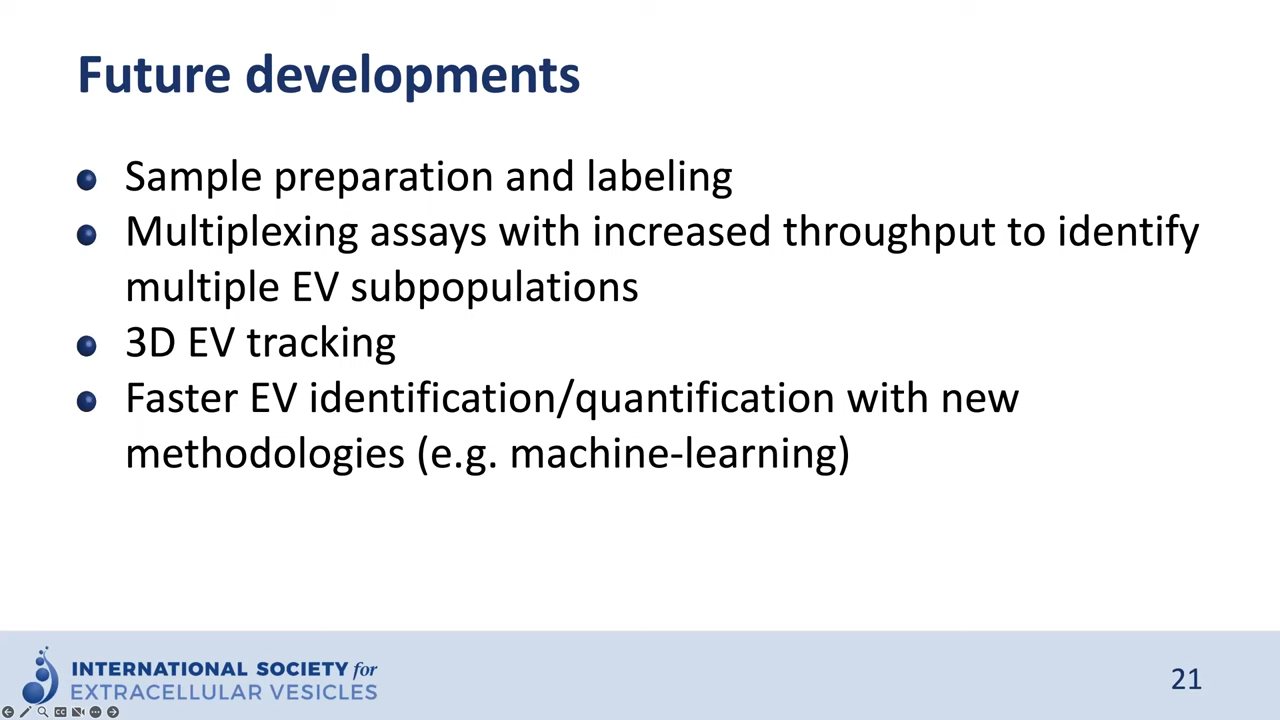 Future developments
Sample preparation and labeling
Multiplexing assays with increased throughput to identify
multiple EV subpopulations
3D EV tracking
Faster EV identification/quantification with new
methodologies (e.g. machine-learning)
INTERNATIONAL SOCIETY for
EXTRACELLULAR VESICLES
21